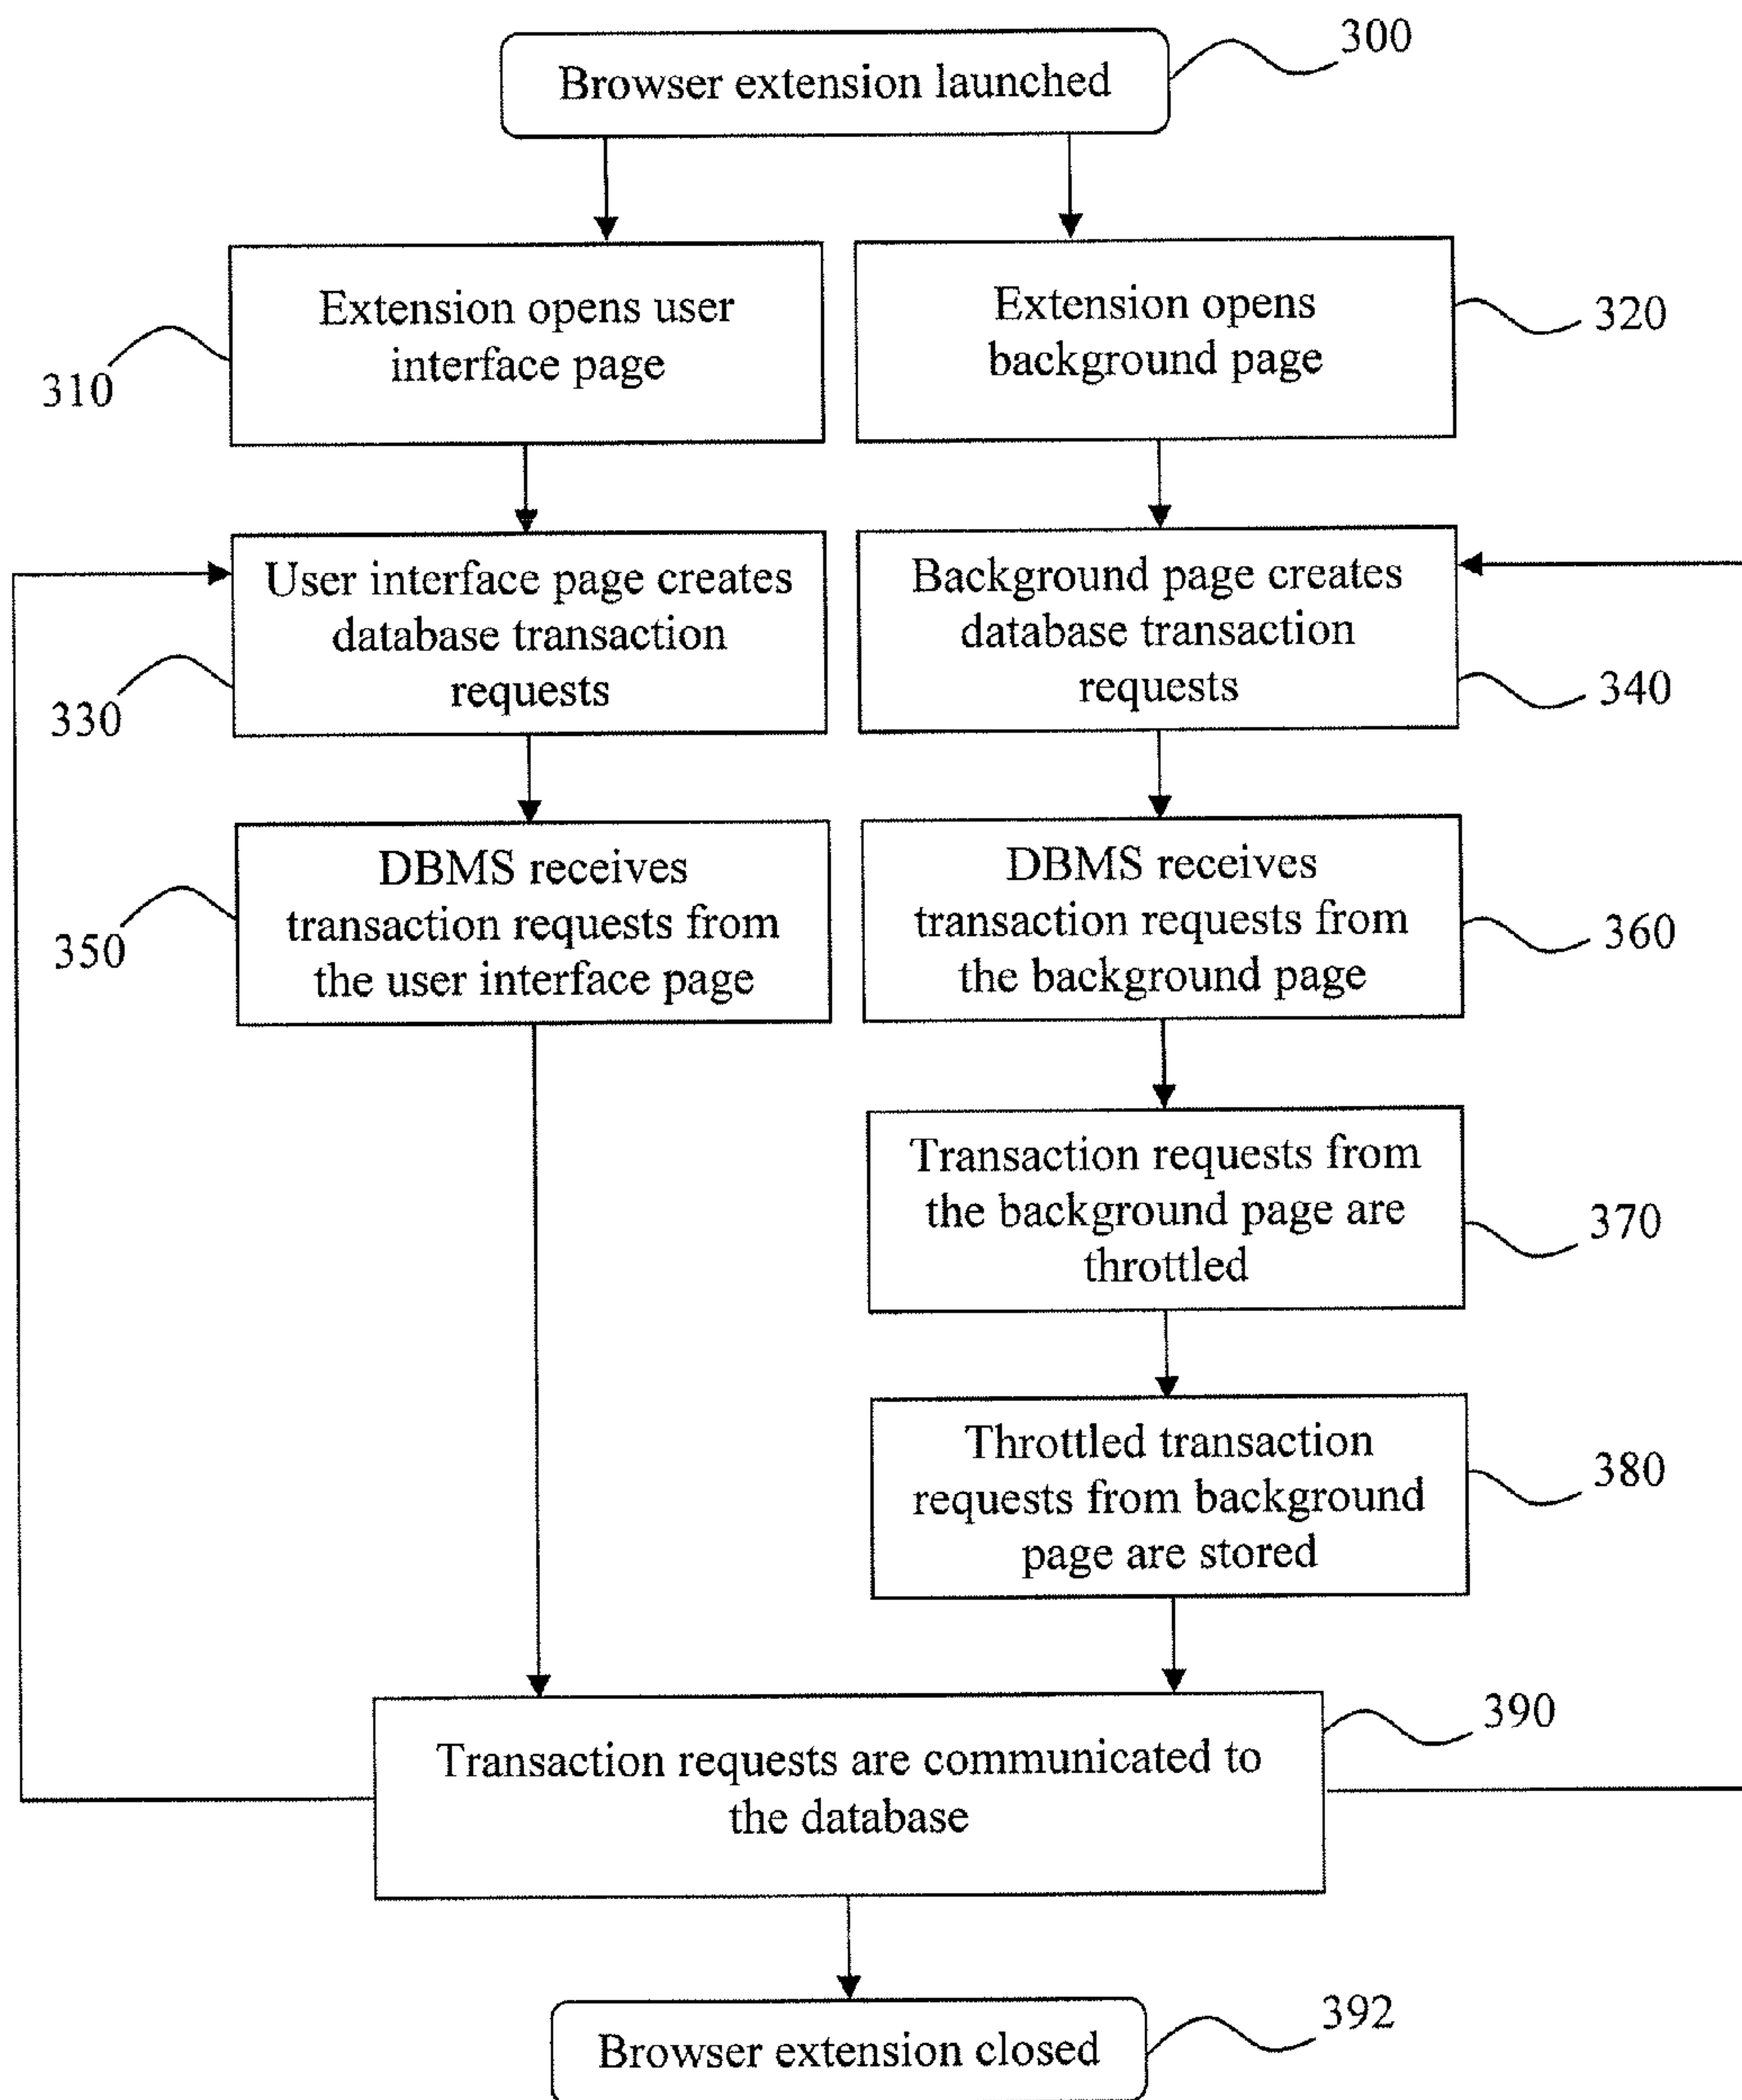 Browser extension launched
300
Extension opens user
interface page
310
Extension opens
background page
320
User interface page creates
database transaction
requests
330
Background page creates
database transaction
requests
340
DBMS receives
transaction requests from
the user interface page
350
DBMS receives
transaction requests from
the background page
360
Transaction requests from
the background page are
throttled
370
Throttled transaction
requests from background
page are stored
380
Transaction requests are communicated to
the database
390
Browser extension closed
392